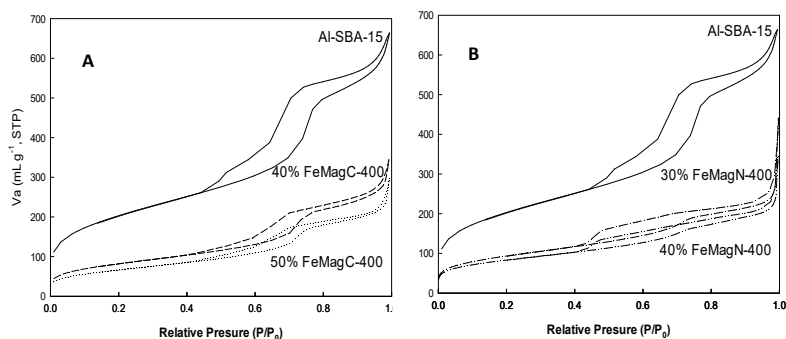 700
600
500
400
300
200
100
0
Va (mL g⁻¹, STP)
A
Al-SBA-15
40% FeMagC-400
50% FeMagC-400
0.0 0.2 0.4 0.6 0.8 1.0
Relative Presure (P/P₀)
700
600
500
400
300
200
100
0
B
Al-SBA-15
30% FeMagN-400
40% FeMagN-400
0.0 0.2 0.4 0.6 0.8 1.0
Relative Presure (P/P₀)